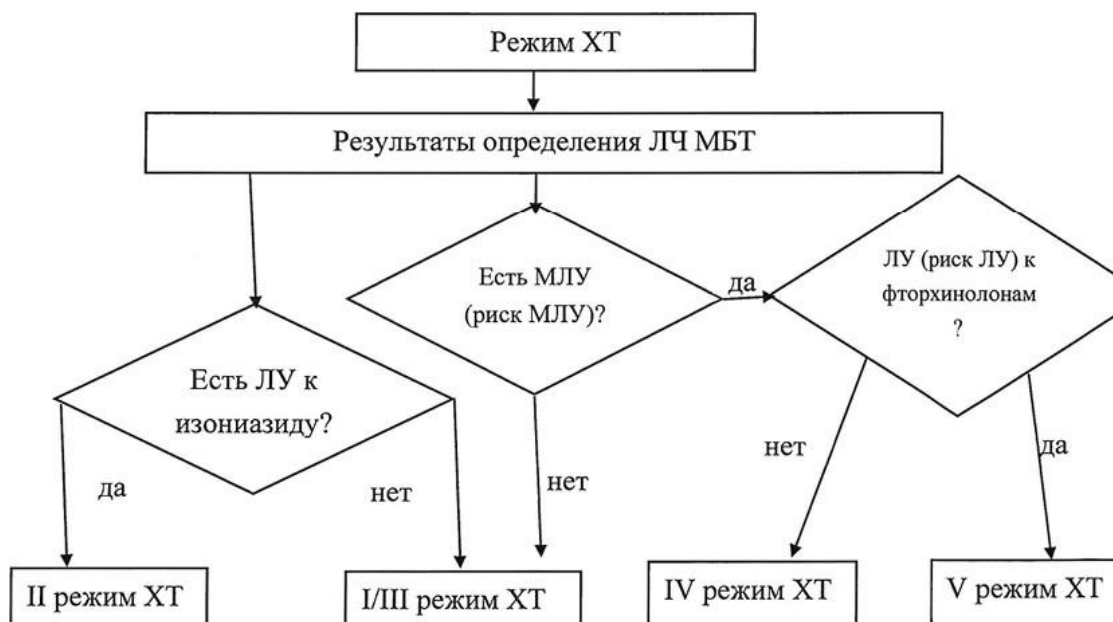 Режим ХТ
Результаты определения ЛЧ МБТ
Есть МЛУ
(риск МЛУ)?
да
ЛУ (риск ЛУ) к
фторхинолонам
?
Есть ЛУ к
изониазиду?
да
нет
нет
нет
да
II режим ХТ
I/III режим ХТ
IV режим ХТ
V режим ХТ